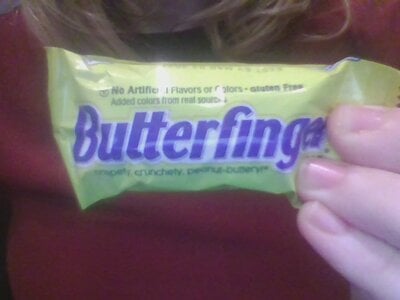 No Artificial Flavors or Colors • Gluten Free
Added colors from real sources
Butterfinger
crispety, crunchety, peanut-buttery!